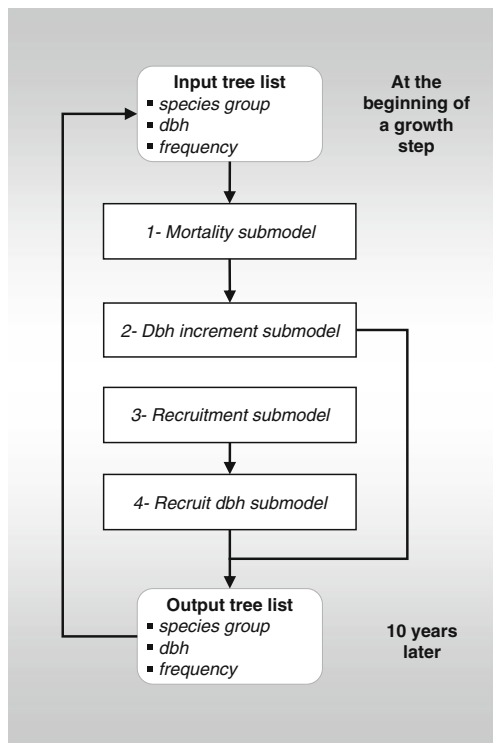 Input tree list
▪ species group
▪ dbh
▪ frequency
At the
beginning of
a growth
step
1- Mortality submodel
2- Dbh increment submodel
3- Recruitment submodel
4- Recruit dbh submodel
Output tree list
▪ species group
▪ dbh
▪ frequency
10 years
later